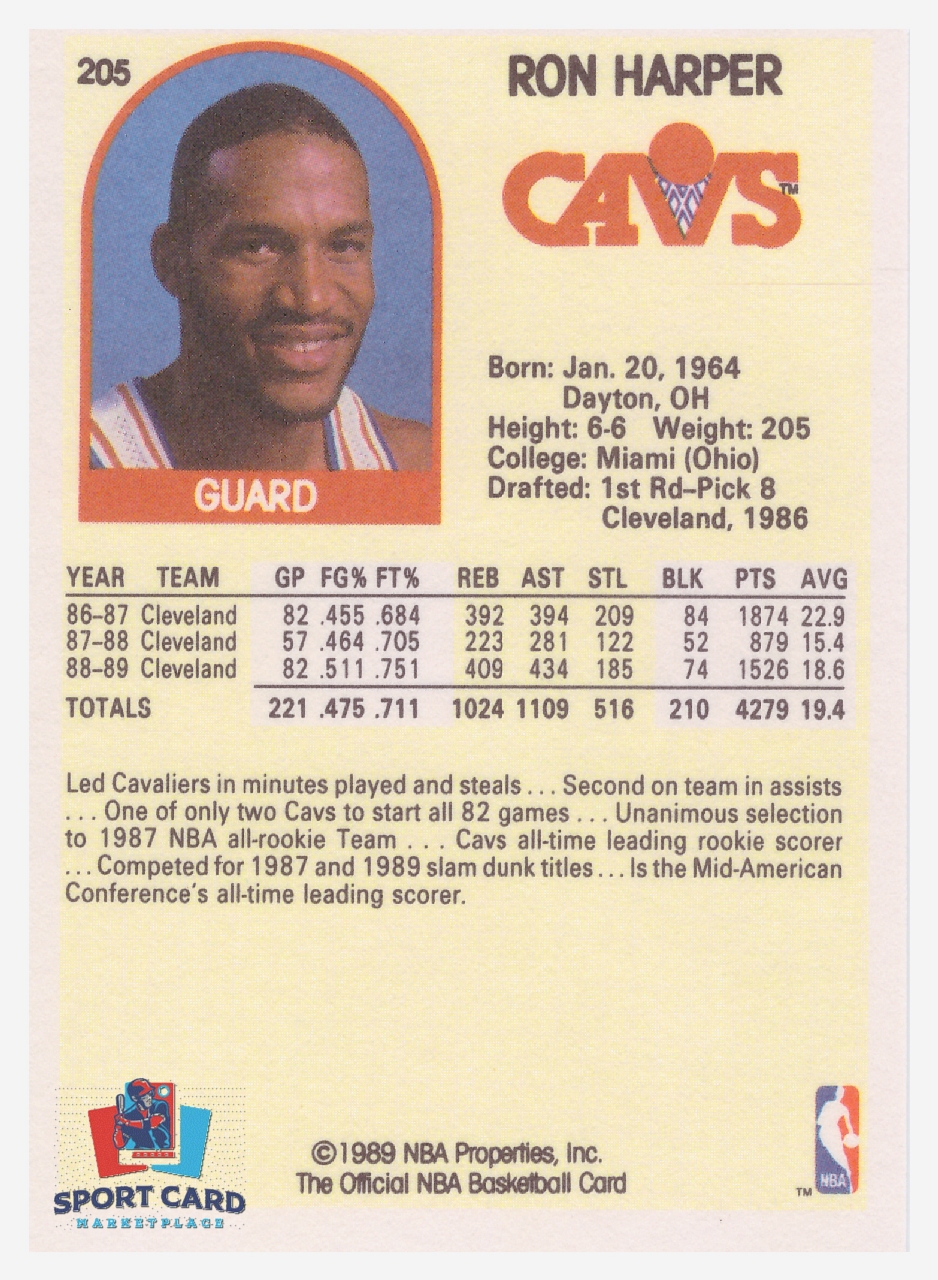 205
RON HARPER
CAVS™
GUARD
Born: Jan. 20, 1964
Dayton, OH
Height: 6-6 Weight: 205
College: Miami (Ohio)
Drafted: 1st Rd–Pick 8
Cleveland, 1986
YEAR TEAM GP FG% FT% REB AST STL BLK PTS AVG
86–87 Cleveland 82 .455 .684 392 394 209 84 1874 22.9
87–88 Cleveland 57 .464 .705 223 281 122 52 879 15.4
88–89 Cleveland 82 .511 .751 409 434 185 74 1526 18.6
TOTALS 221 .475 .711 1024 1109 516 210 4279 19.4
Led Cavaliers in minutes played and steals . . . Second on team in assists
. . . One of only two Cavs to start all 82 games . . . Unanimous selection
to 1987 NBA all-rookie Team . . . Cavs all-time leading rookie scorer
. . . Competed for 1987 and 1989 slam dunk titles . . . Is the Mid-American
Conference's all-time leading scorer.
SPORT CARD
MARKETPLACE
©1989 NBA Properties, Inc.
The Official NBA Basketball Card
NBA
TM